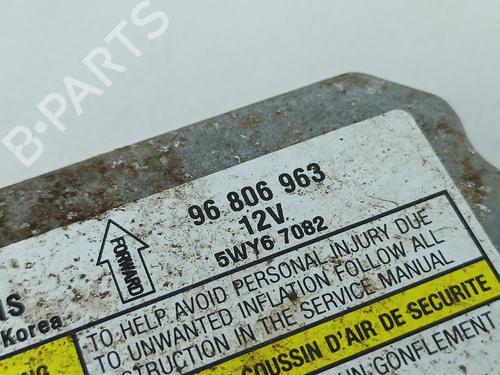 B-PARTS
96 806 963
12V.
5WY6 7082
FORWARD
Korea
TO HELP AVOID PERSONAL INJURY DUE
TO UNWANTED INFLATION FOLLOW ALL
INSTRUCTION IN THE SERVICE MANUAL
COUSSIN D'AIR DE SECURITE
GONFLEMENT